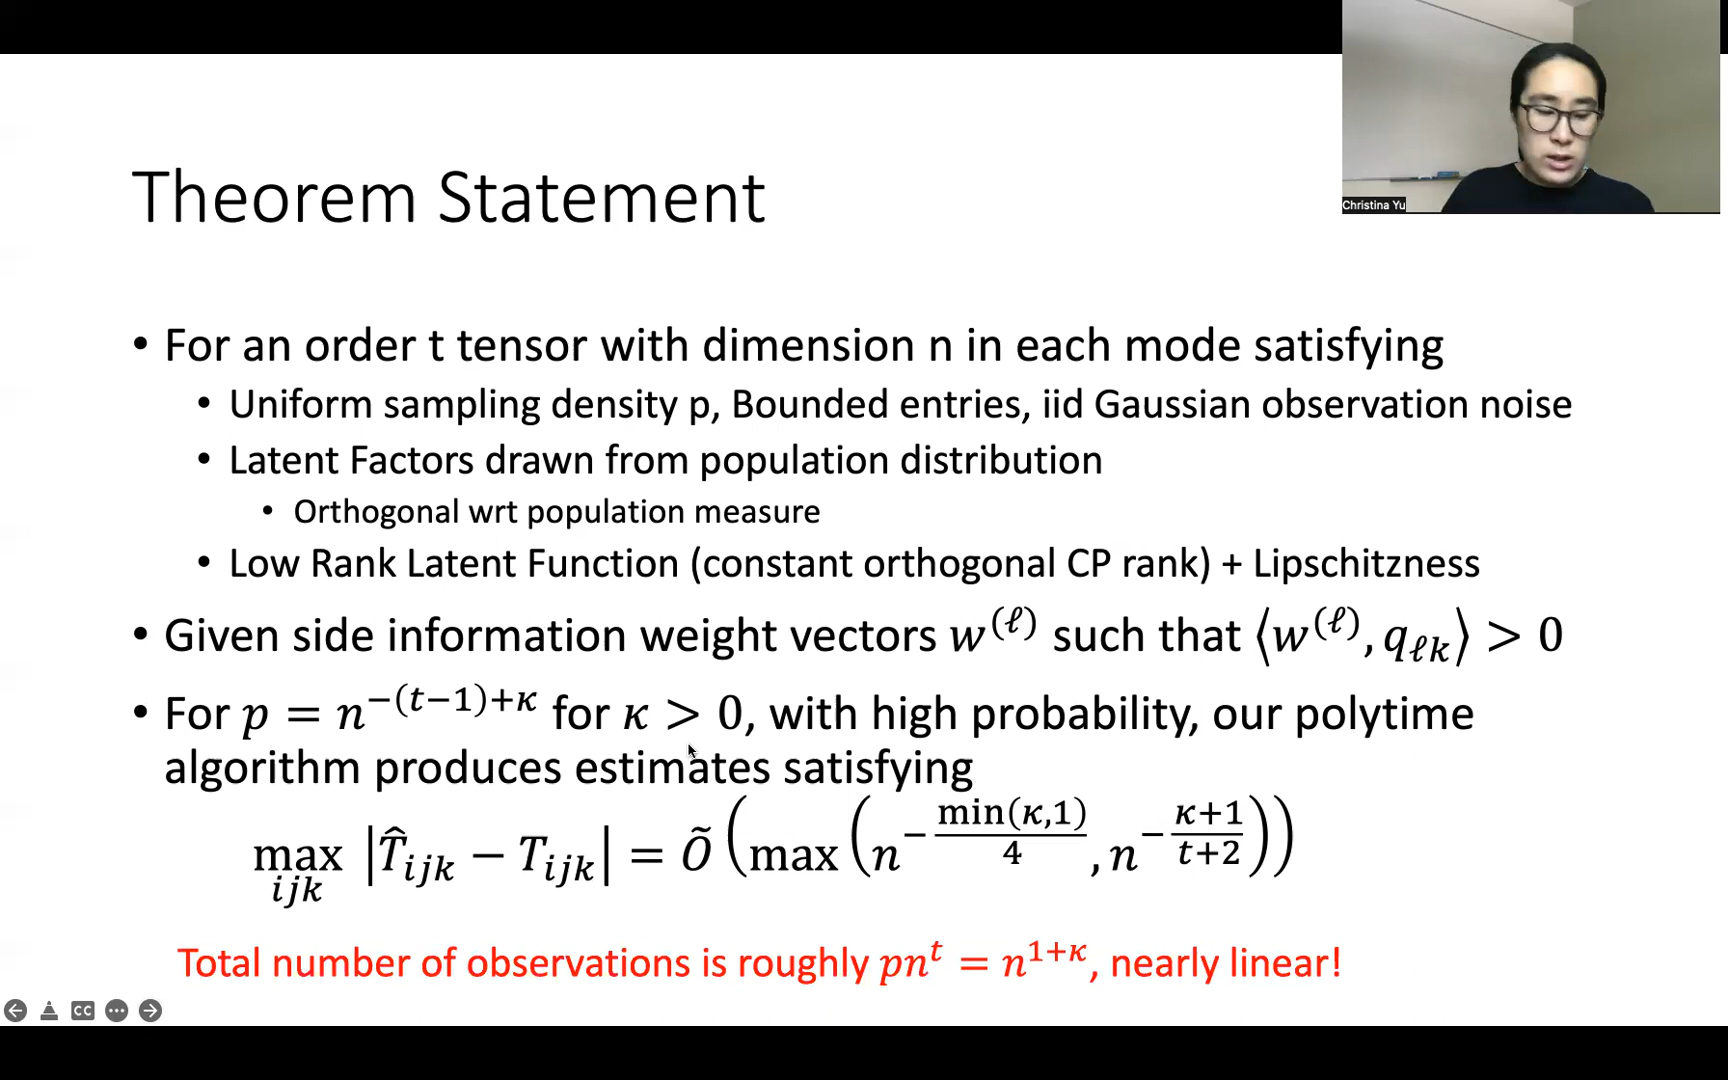 Christina Yu
Theorem Statement
• For an order t tensor with dimension n in each mode satisfying
• Uniform sampling density p, Bounded entries, iid Gaussian observation noise
• Latent Factors drawn from population distribution
• Orthogonal wrt population measure
• Low Rank Latent Function (constant orthogonal CP rank) + Lipschitzness
• Given side information weight vectors w^(ℓ) such that ⟨w^(ℓ), q_ℓk⟩ > 0
• For p = n^(−(t−1)+κ) for κ > 0, with high probability, our polytime
algorithm produces estimates satisfying
max_ijk |T̂_ijk − T_ijk| = Õ(max(n^(−min(κ,1)/4), n^(−(κ+1)/(t+2))))
Total number of observations is roughly pn^t = n^(1+κ), nearly linear!
CC